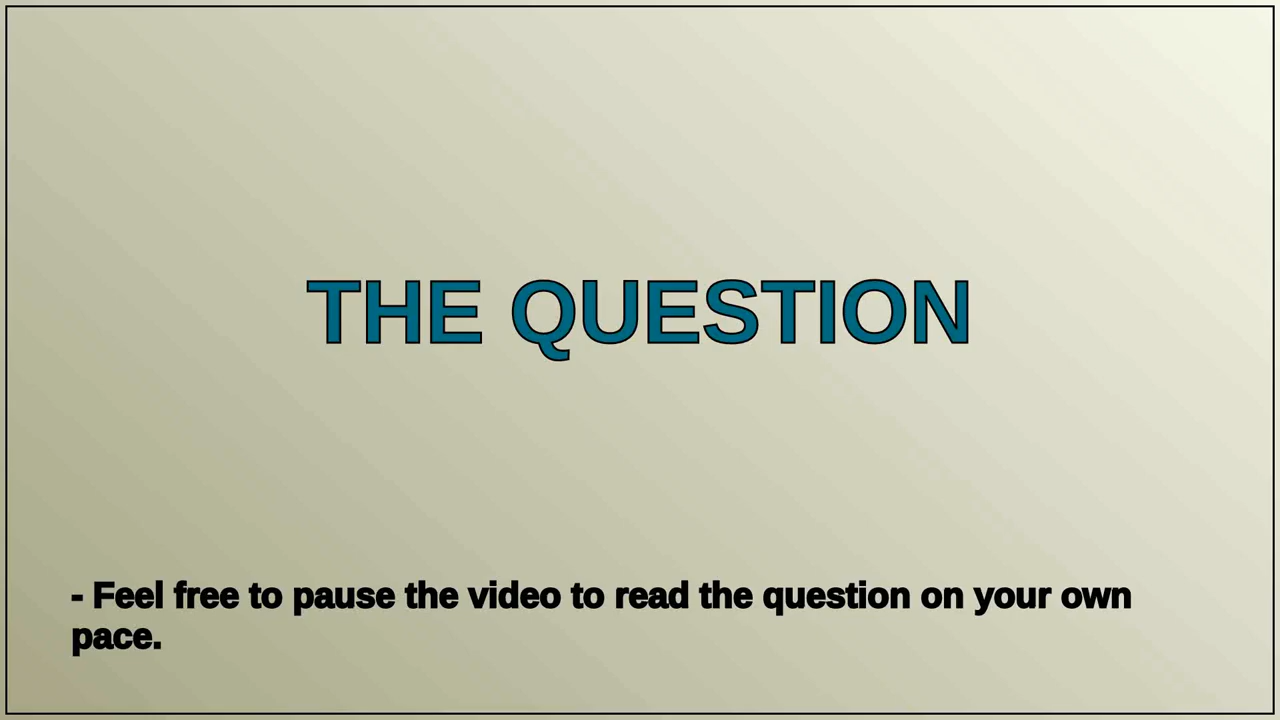 THE QUESTION
- Feel free to pause the video to read the question on your own
pace.